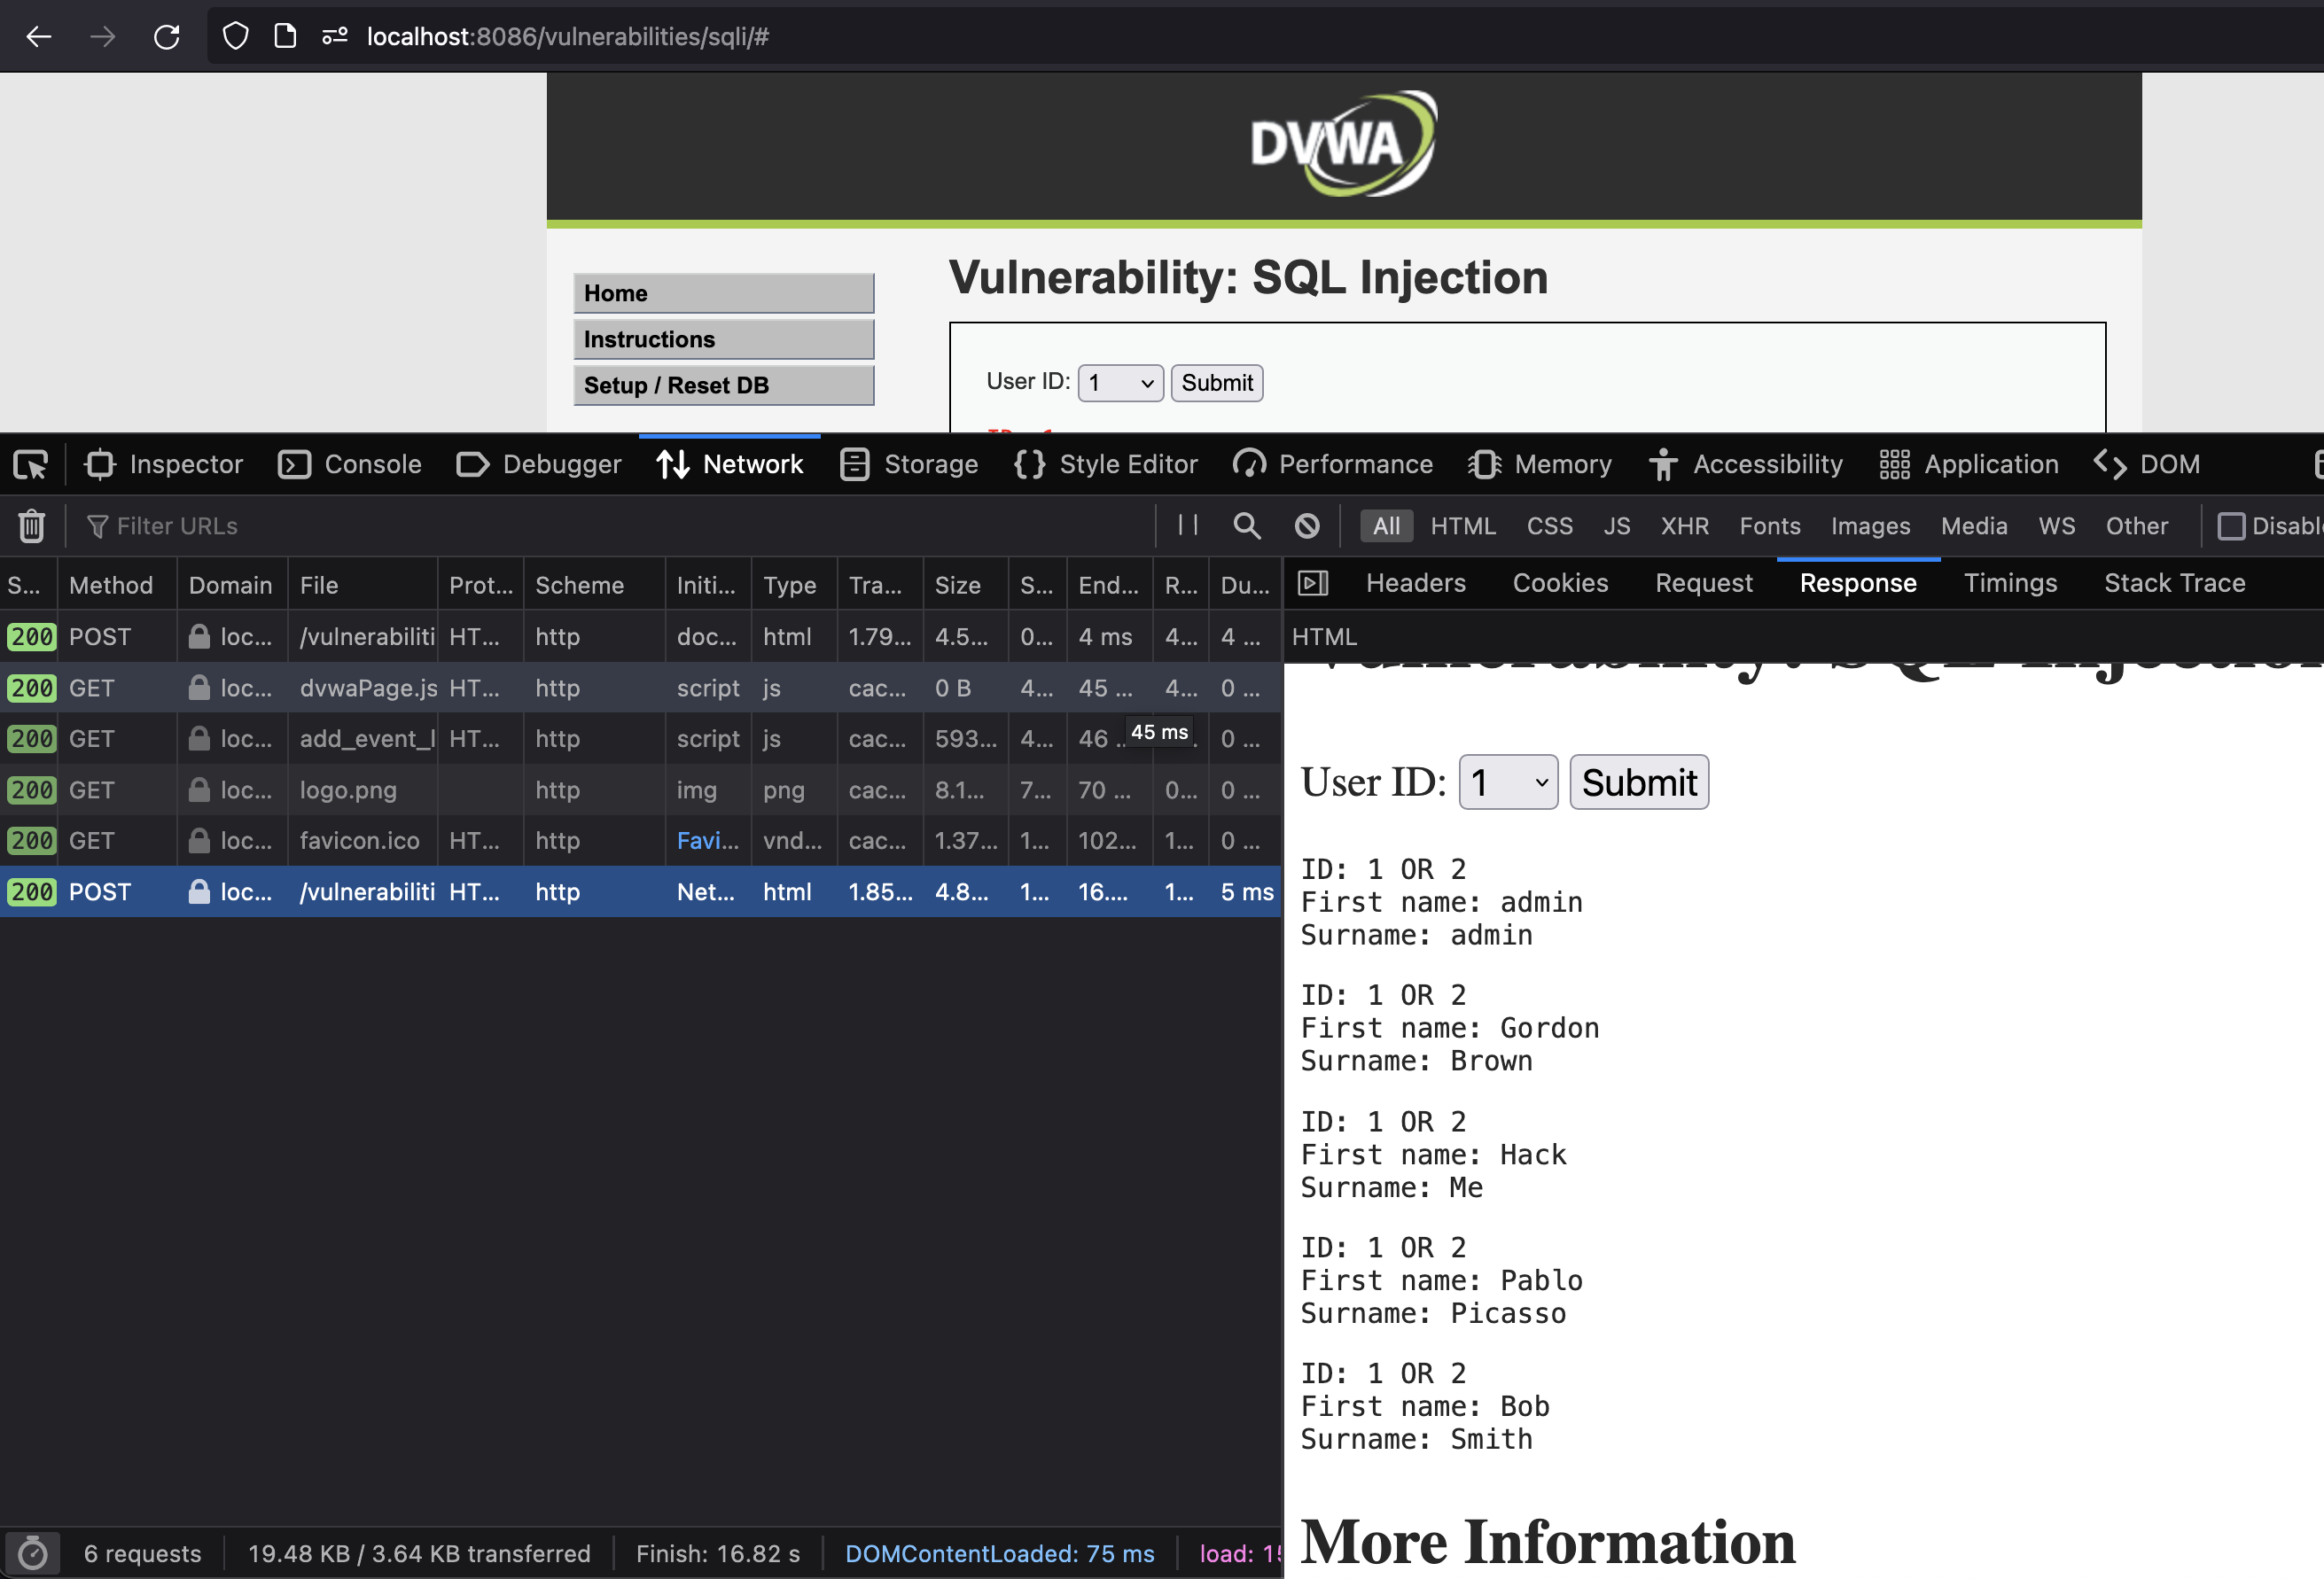 localhost:8086/vulnerabilities/sqli/#
DVWA
Home
Instructions
Setup / Reset DB
Vulnerability: SQL Injection
User ID: 1 Submit
Inspector Console Debugger Network Storage Style Editor Performance Memory Accessibility Application DOM
Filter URLs
All HTML CSS JS XHR Fonts Images Media WS Other Disabl
S... Method Domain File Prot... Scheme Initi... Type Tra... Size S... End... R... Du...
200 POST loc... /vulnerabiliti HT... http doc... html 1.79... 4.5... 0... 4 ms 4... 4 ...
200 GET loc... dvwaPage.js HT... http script js cac... 0 B 4... 45 ... 4... 0 ...
200 GET loc... add_event_l HT... http script js cac... 593... 4... 46 .. 0 ...
45 ms
200 GET loc... logo.png http img png cac... 8.1... 7... 70 ... 0... 0 ...
200 GET loc... favicon.ico HT... http Favi... vnd... cac... 1.37... 1... 102... 1... 0 ...
200 POST loc... /vulnerabiliti HT... http Net... html 1.85... 4.8... 1... 16.... 1... 5 ms
6 requests 19.48 KB / 3.64 KB transferred Finish: 16.82 s DOMContentLoaded: 75 ms load: 15
Headers Cookies Request Response Timings Stack Trace
HTML
Vulnerability: SQL Injection
User ID: 1 Submit
ID: 1 OR 2
First name: admin
Surname: admin
ID: 1 OR 2
First name: Gordon
Surname: Brown
ID: 1 OR 2
First name: Hack
Surname: Me
ID: 1 OR 2
First name: Pablo
Surname: Picasso
ID: 1 OR 2
First name: Bob
Surname: Smith
More Information